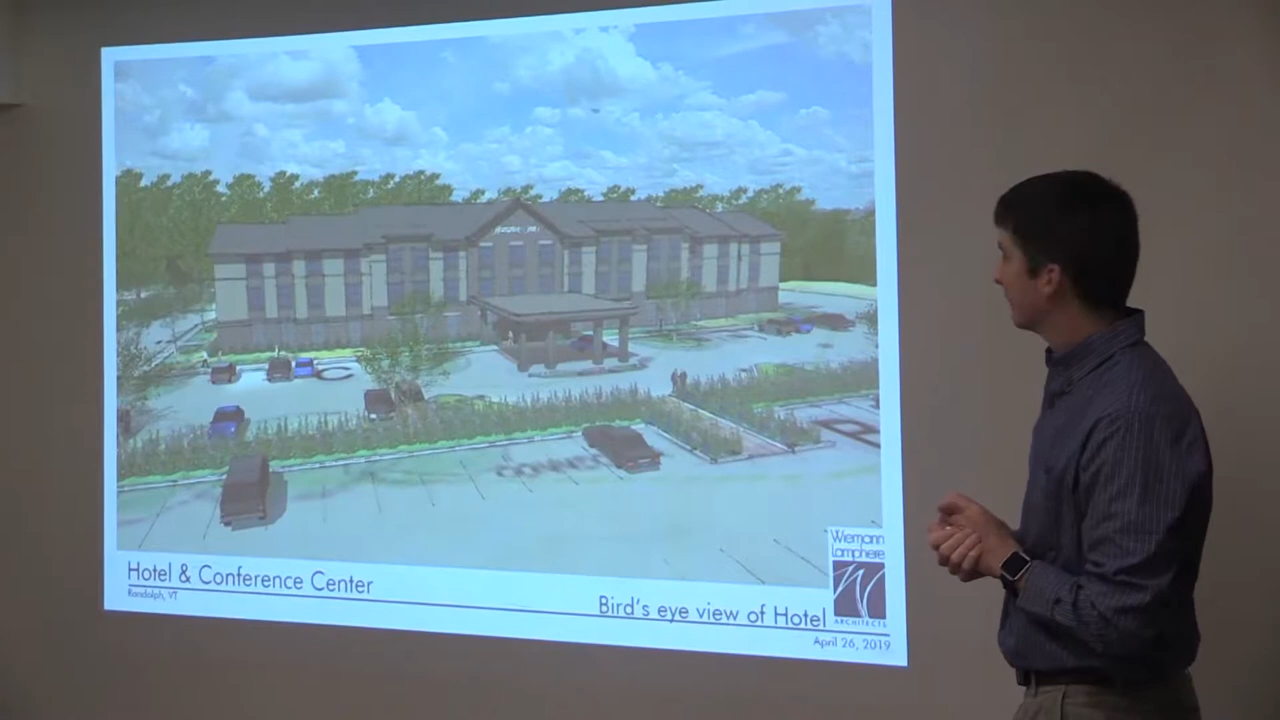 Hotel & Conference Center
Randolph, VT
Bird's eye view of Hotel
Wiemann
Lamphere
ARCHITECTS
April 26, 2019